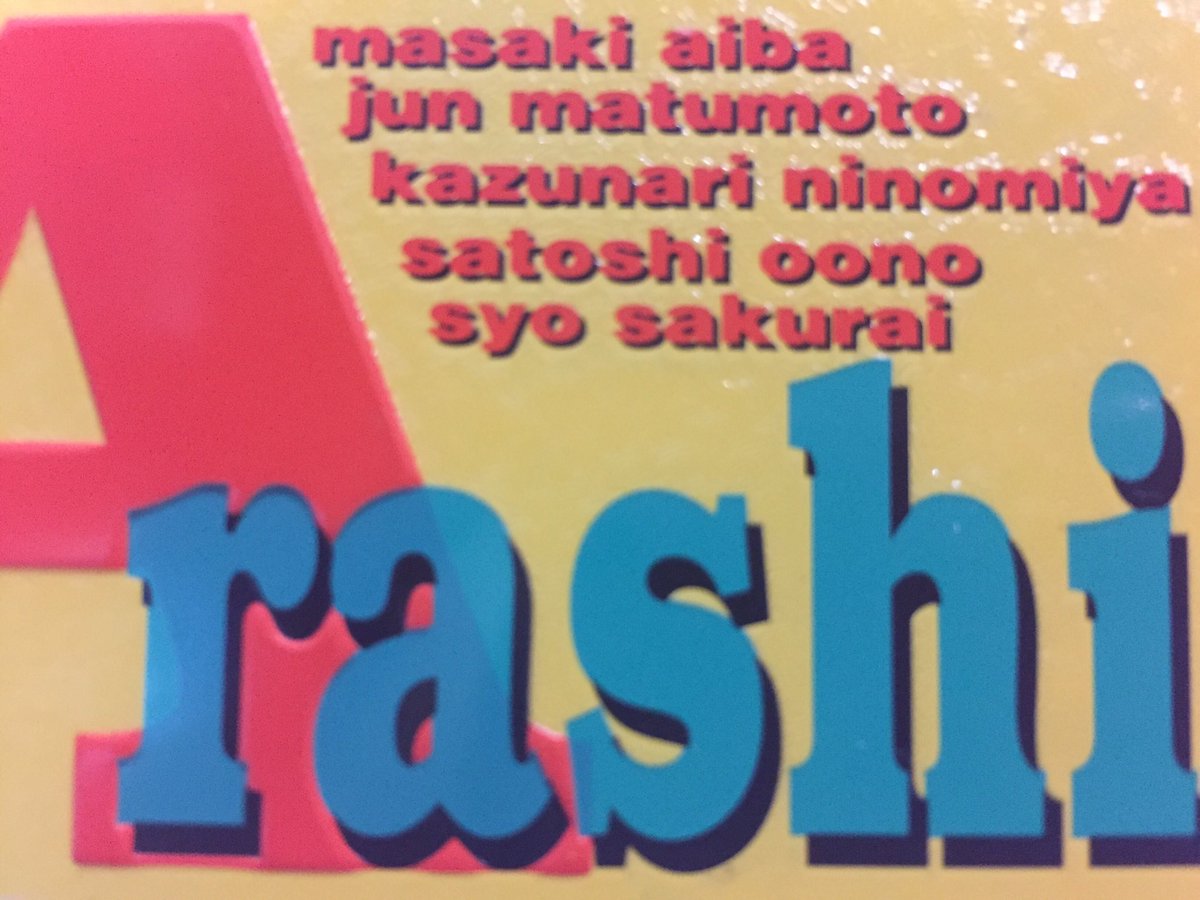 masaki aiba
jun matumoto
kazunari ninomiya
satoshi oono
syo sakurai
Arashi